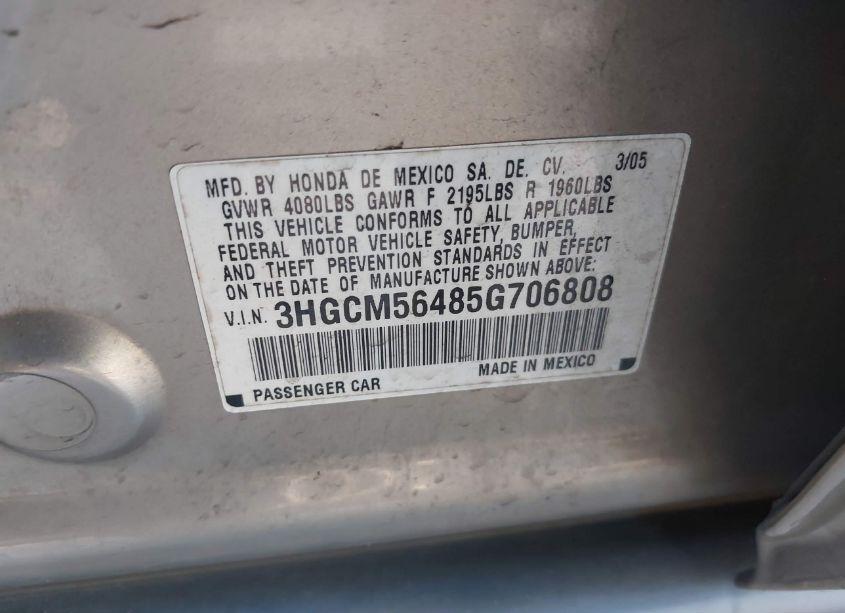 MFD. BY HONDA DE MEXICO SA. DE. CV. 3/05
GVWR 4080LBS GAWR F 2195LBS R 1960LBS
THIS VEHICLE CONFORMS TO ALL APPLICABLE
FEDERAL MOTOR VEHICLE SAFETY, BUMPER,
AND THEFT PREVENTION STANDARDS IN EFFECT
ON THE DATE OF MANUFACTURE SHOWN ABOVE:
V.I.N. 3HGCM56485G706808
PASSENGER CAR MADE IN MEXICO